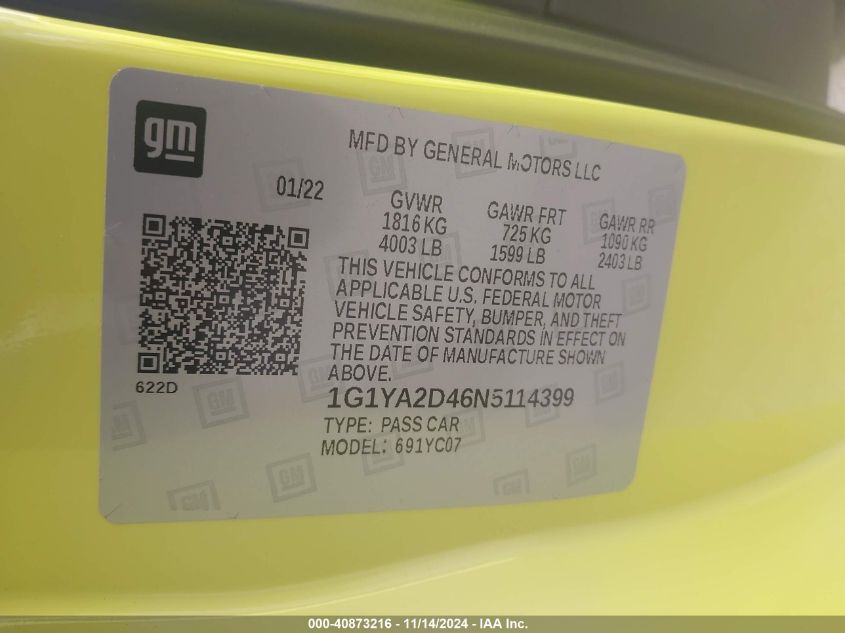 gm
MFD BY GENERAL MOTORS LLC
01/22
GVWR GAWR FRT GAWR RR
1816 KG 725 KG 1090 KG
4003 LB 1599 LB 2403 LB
THIS VEHICLE CONFORMS TO ALL
APPLICABLE U.S. FEDERAL MOTOR
VEHICLE SAFETY, BUMPER, AND THEFT
PREVENTION STANDARDS IN EFFECT ON
THE DATE OF MANUFACTURE SHOWN
ABOVE.
622D
1G1YA2D46N5114399
TYPE: PASS CAR
MODEL: 691YC07
000-40873216 - 11/14/2024 - IAA Inc.